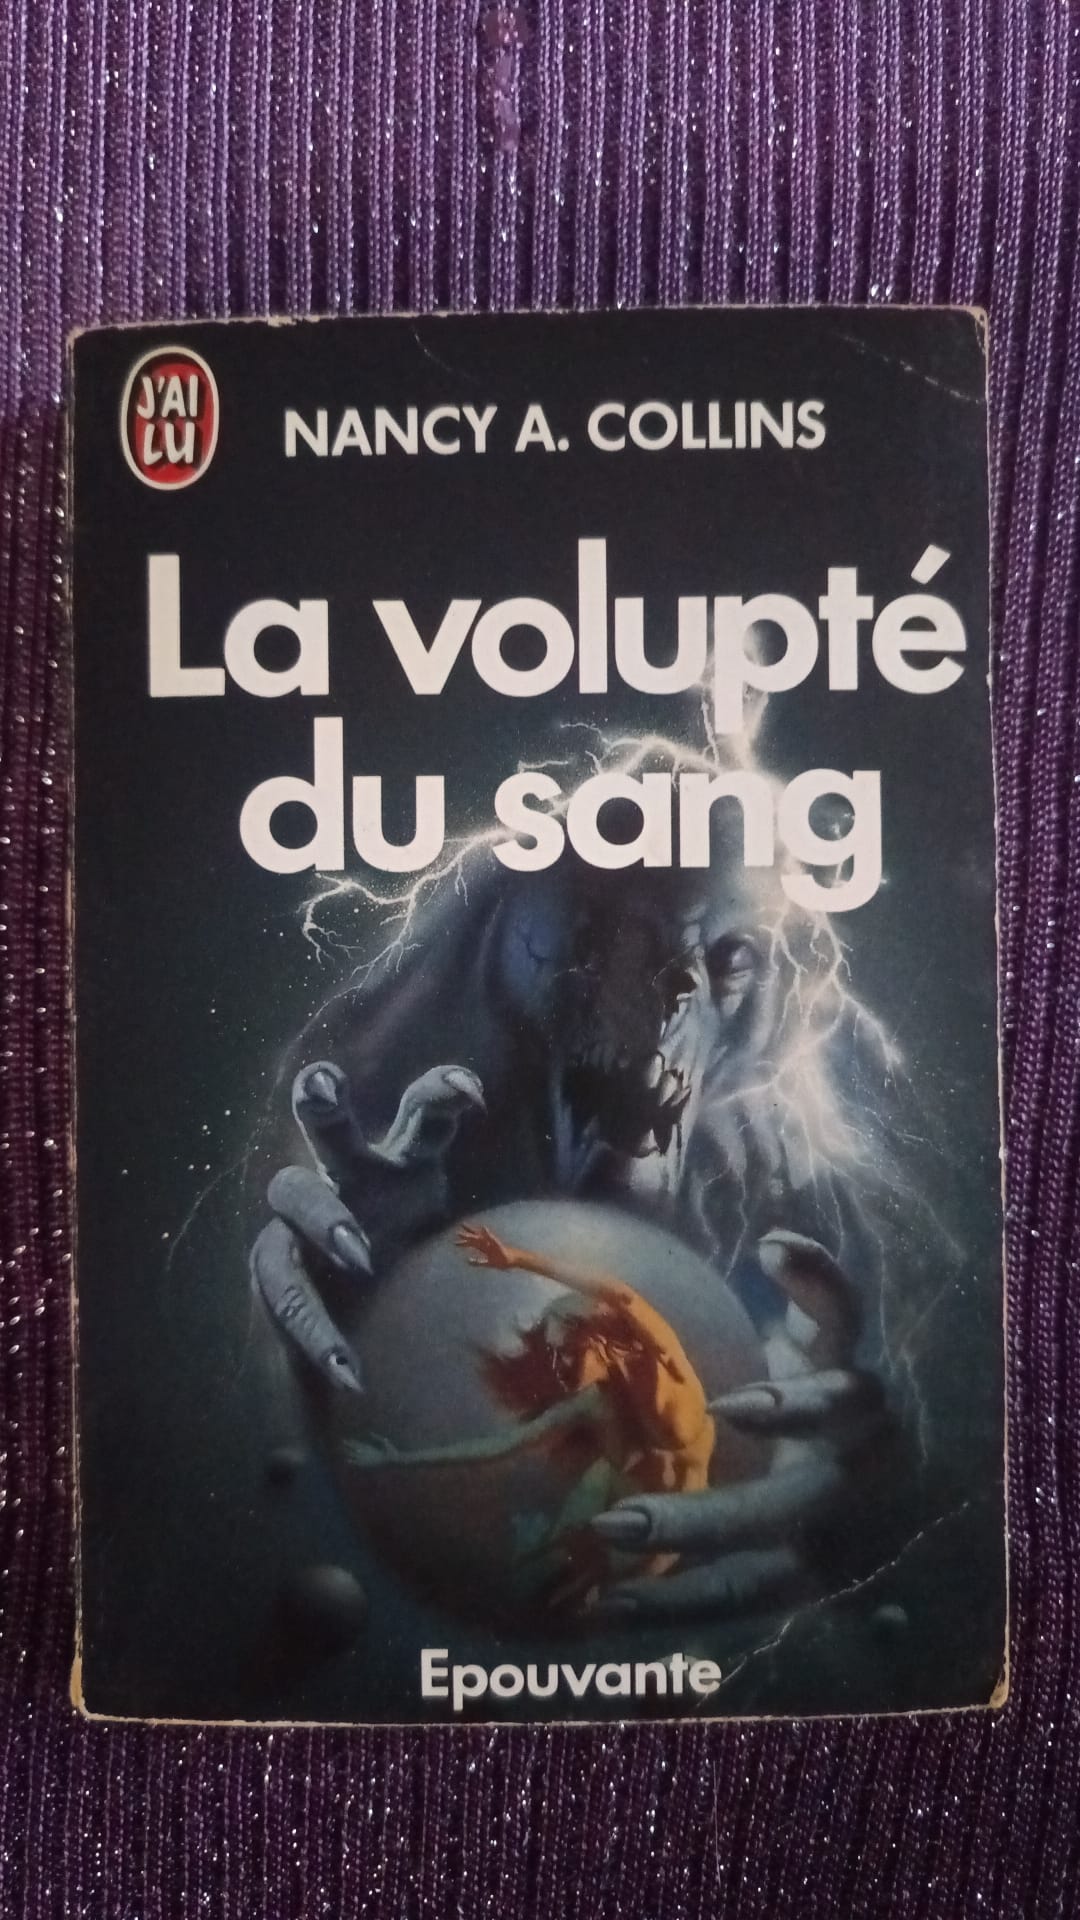 J'AI
LU
NANCY A. COLLINS
La volupté
du sang
Epouvante